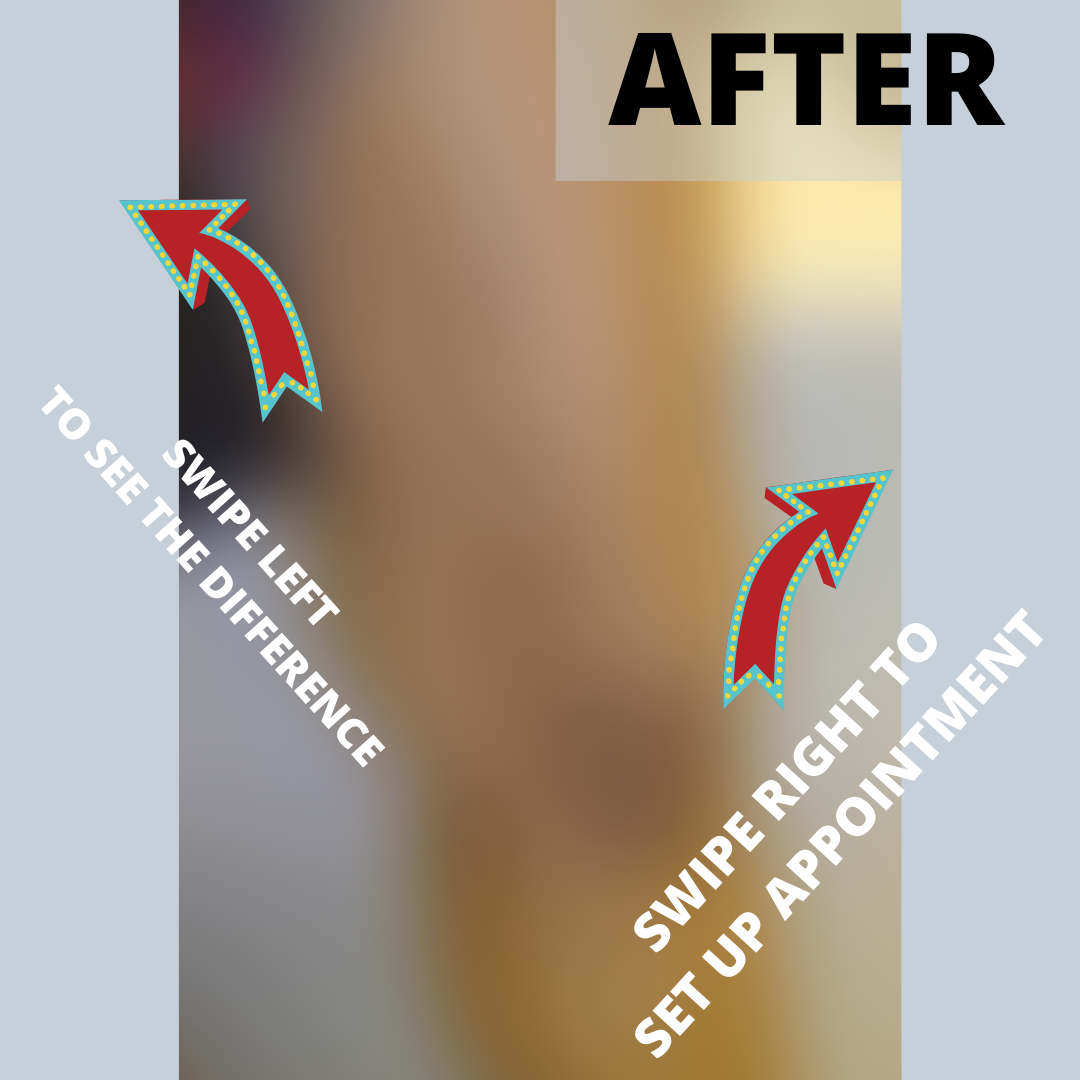 AFTER
SWIPE LEFT
TO SEE THE DIFFERENCE
SWIPE RIGHT TO
SET UP APPOINTMENT